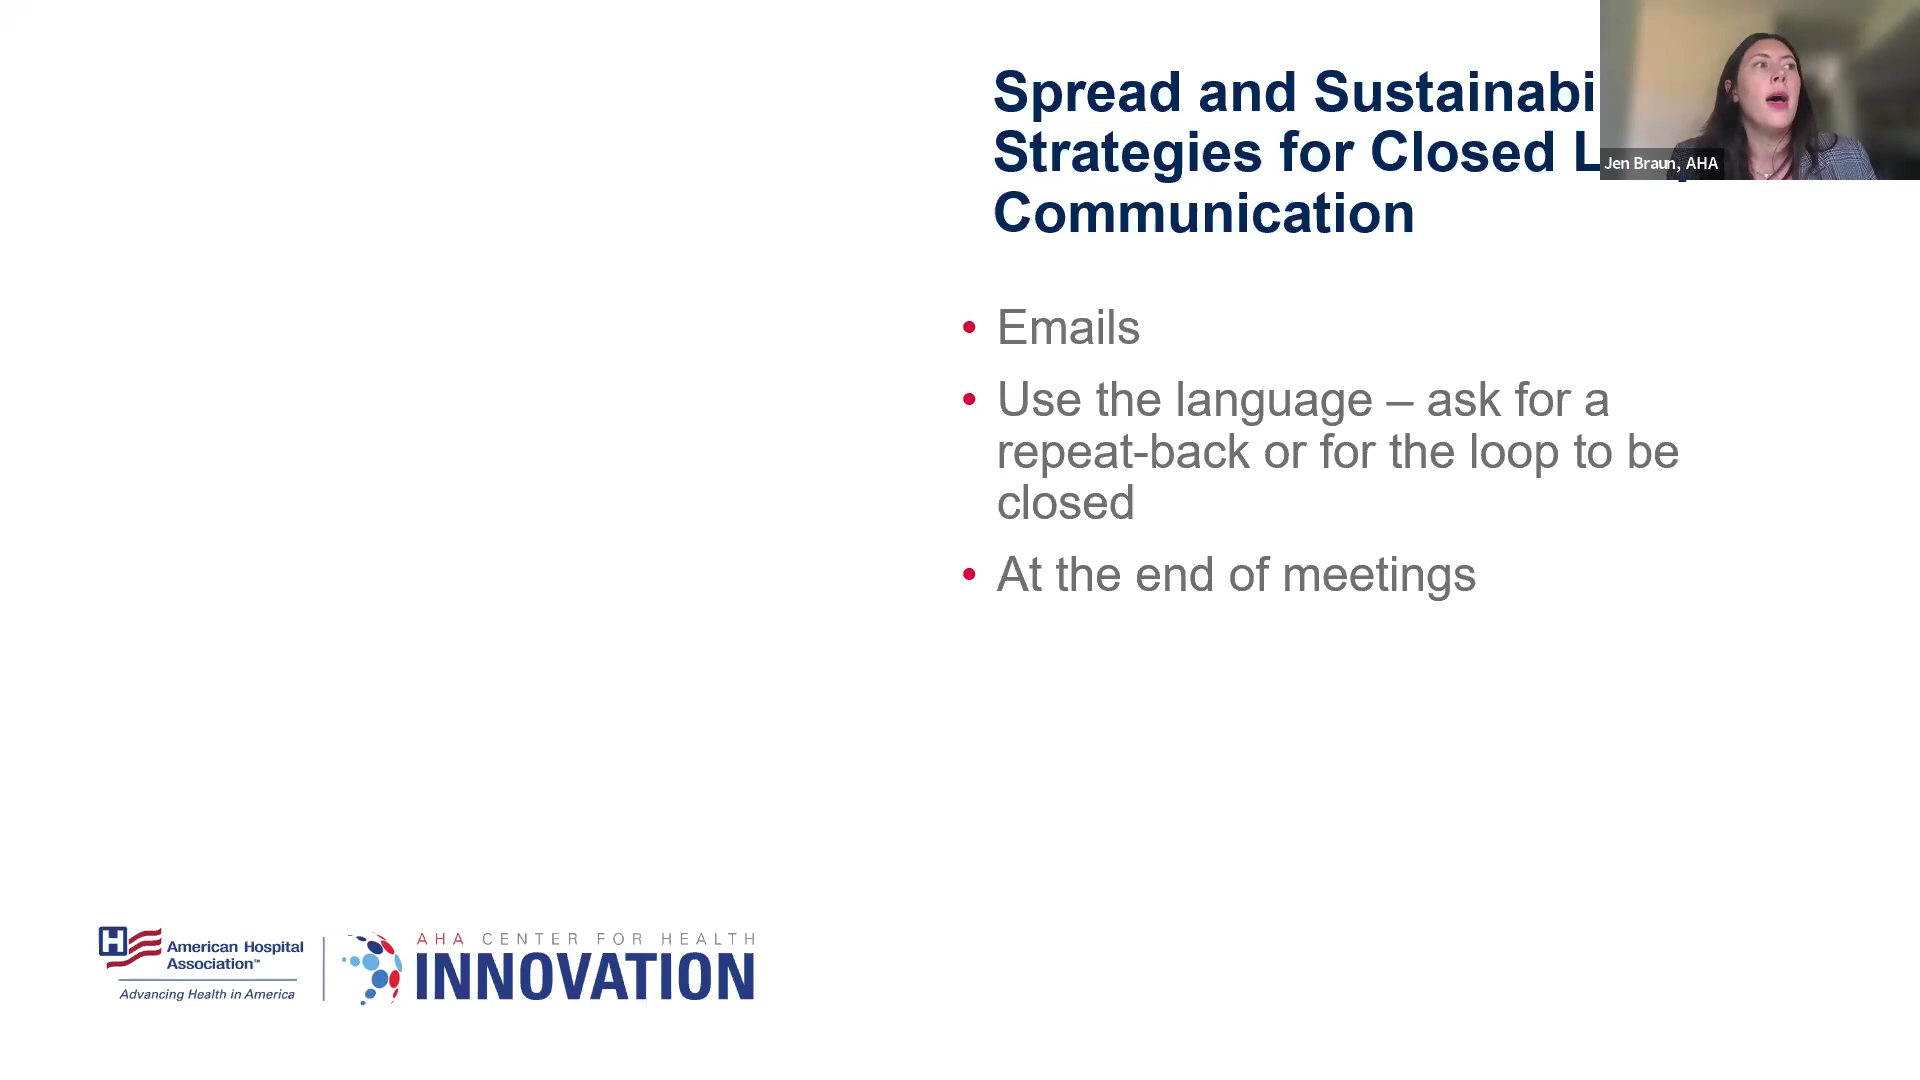 Spread and Sustainabi
Strategies for Closed L
Communication
Jen Braun, AHA
• Emails
• Use the language – ask for a
repeat-back or for the loop to be
closed
• At the end of meetings
H
American Hospital
Association™
Advancing Health in America
AHA CENTER FOR HEALTH
INNOVATION